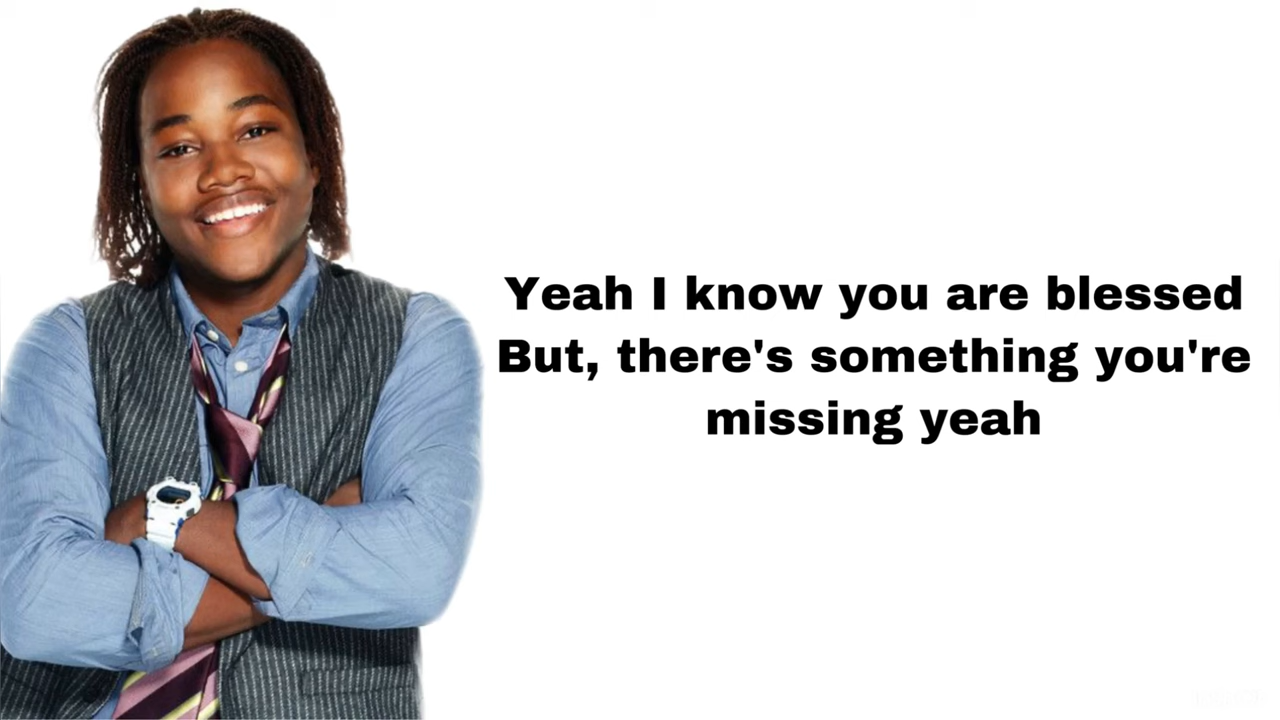 Yeah I know you are blessed
But, there's something you're
missing yeah